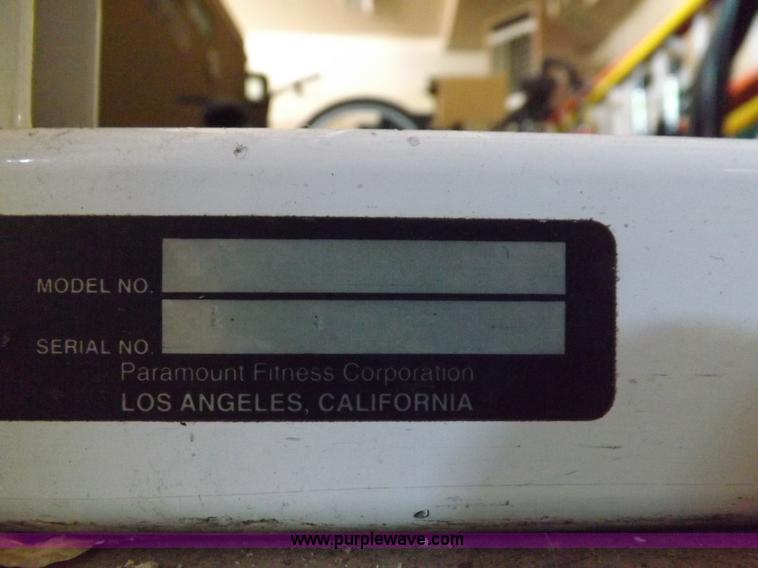 MODEL NO.
SERIAL NO.
Paramount Fitness Corporation
LOS ANGELES, CALIFORNIA
www.purplewave.com